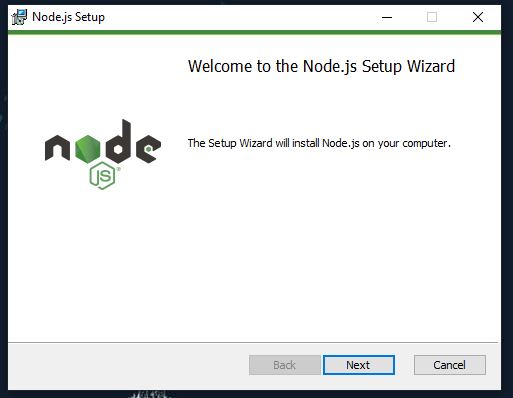 Node.js Setup
Welcome to the Node.js Setup Wizard
node
JS
®
The Setup Wizard will install Node.js on your computer.
Back
Next
Cancel